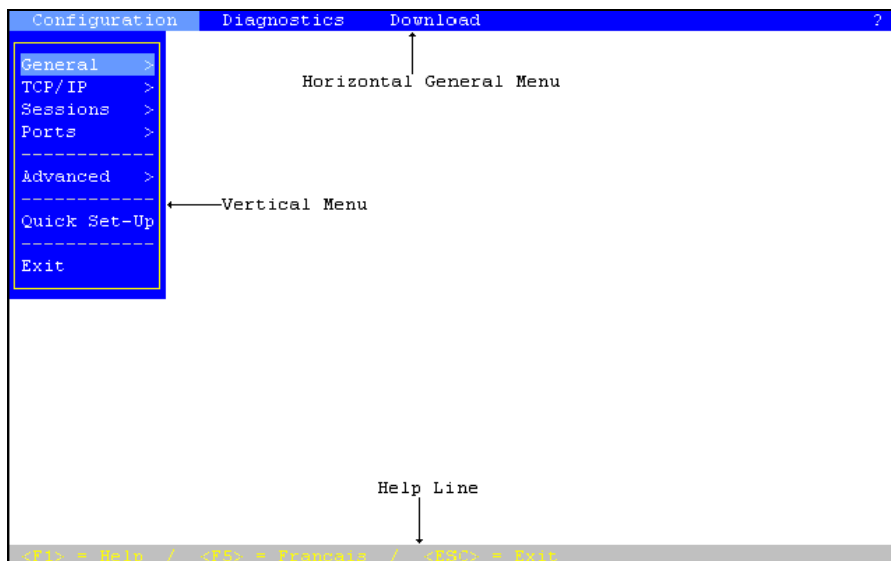 Configuration Diagnostics Download ?
General >
Horizontal General Menu
TCP/IP >
Sessions >
Ports >
------------
Advanced >
------------
Vertical Menu
Quick Set-Up
------------
Exit
Help Line
<F1> = Help / <F5> = Francais / <ESC> = Exit